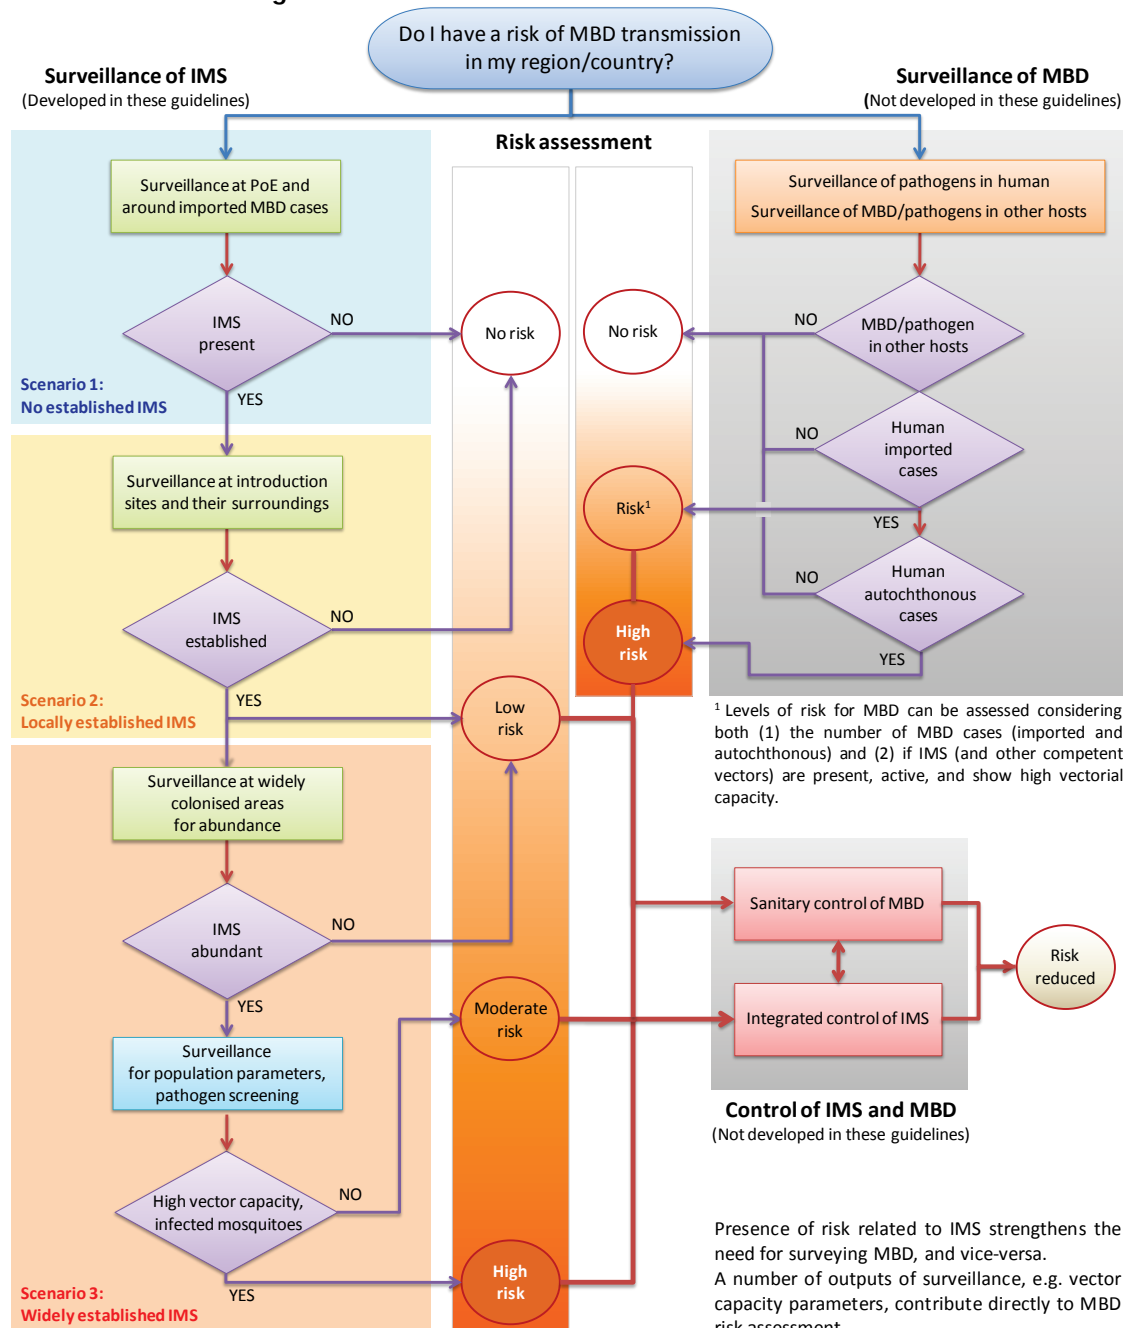 Do I have a risk of MBD transmission
in my region/country?
Surveillance of IMS
(Developed in these guidelines)
Surveillance of MBD
(Not developed in these guidelines)
Risk assessment
Surveillance at PoE and
around imported MBD cases
IMS
present
NO
YES
Scenario 1:
No established IMS
Surveillance at introduction
sites and their surroundings
IMS
established
NO
YES
Scenario 2:
Locally established IMS
Surveillance at widely
colonised areas
for abundance
IMS
abundant
NO
YES
Surveillance
for population parameters,
pathogen screening
High vector capacity,
infected mosquitoes
NO
YES
Scenario 3:
Widely established IMS
No risk
Low
risk
Moderate
risk
High
risk
No risk
Risk¹
High
risk
Surveillance of pathogens in human
Surveillance of MBD/pathogens in other hosts
NO
MBD/pathogen
in other hosts
NO
Human
imported
cases
YES
NO
Human
autochthonous
cases
YES
¹ Levels of risk for MBD can be assessed considering
both (1) the number of MBD cases (imported and
autochthonous) and (2) if IMS (and other competent
vectors) are present, active, and show high vectorial
capacity.
Sanitary control of MBD
Integrated control of IMS
Risk
reduced
Control of IMS and MBD
(Not developed in these guidelines)
Presence of risk related to IMS strengthens the
need for surveying MBD, and vice-versa.
A number of outputs of surveillance, e.g. vector
capacity parameters, contribute directly to MBD
risk assessment